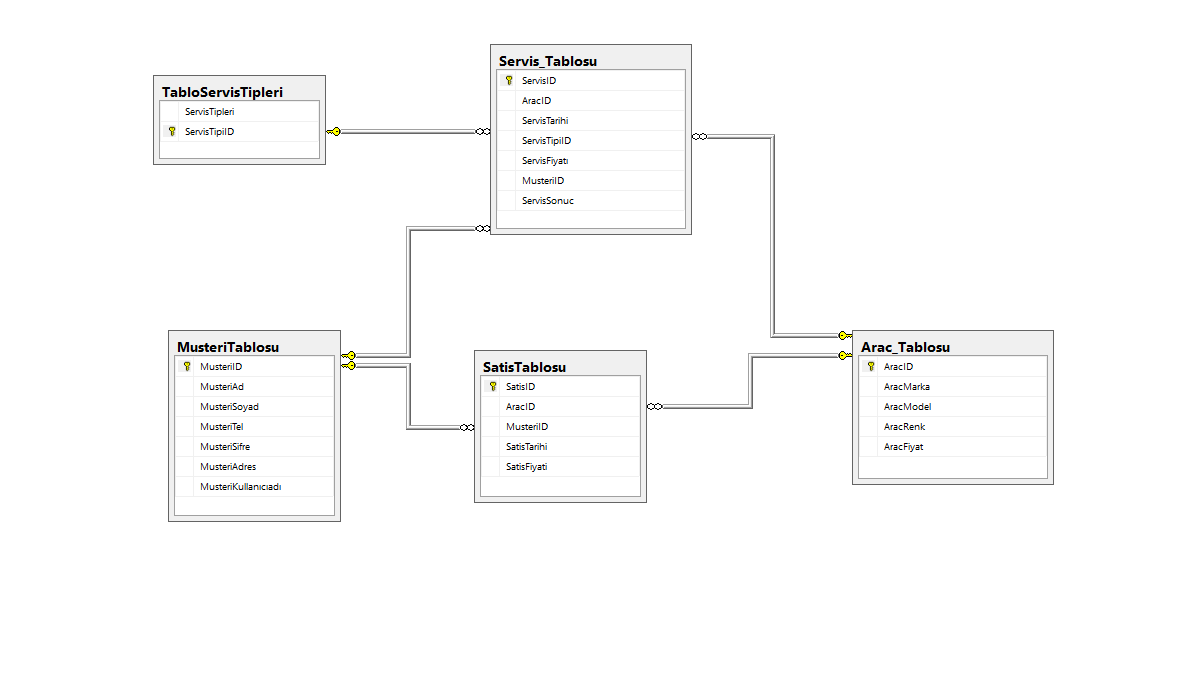 TabloServisTipleri
ServisTipleri
ServisTipiID
Servis_Tablosu
ServisID
AracID
ServisTarihi
ServisTipiID
ServisFiyatı
MusteriID
ServisSonuc
MusteriTablosu
MusteriID
MusteriAd
MusteriSoyad
MusteriTel
MusteriSifre
MusteriAdres
MusteriKullanıcıadı
SatisTablosu
SatisID
AracID
MusteriID
SatisTarihi
SatisFiyati
Arac_Tablosu
AracID
AracMarka
AracModel
AracRenk
AracFiyat